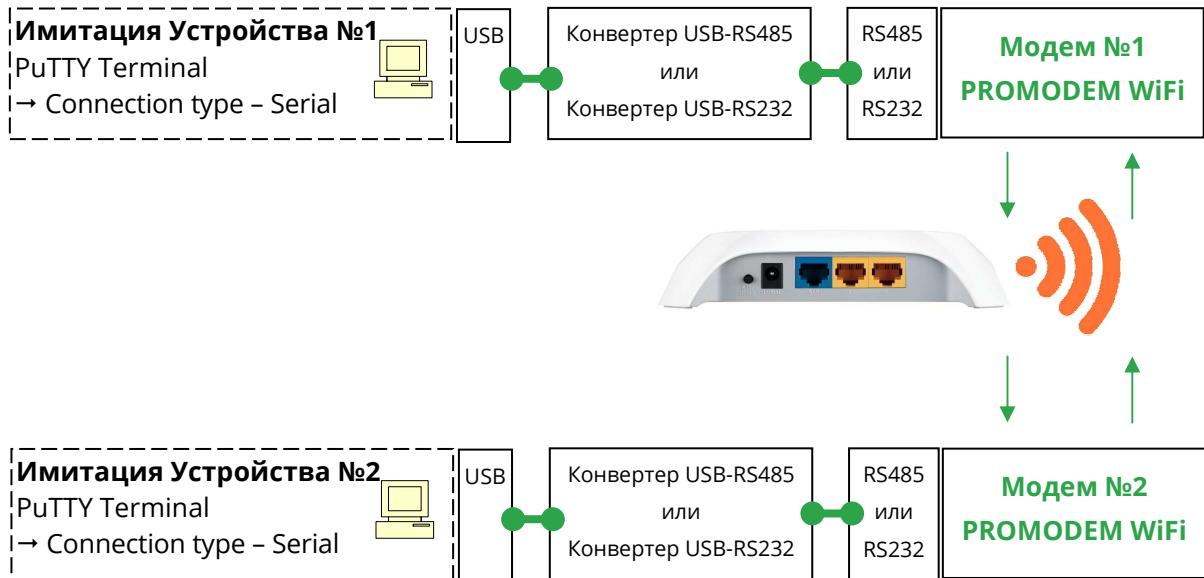 Имитация Устройства №1
PuTTY Terminal
→ Connection type – Serial
USB
Конвертер USB-RS485
или
Конвертер USB-RS232
RS485
или
RS232
Модем №1
PROMODEM WiFi
Имитация Устройства №2
PuTTY Terminal
→ Connection type – Serial
USB
Конвертер USB-RS485
или
Конвертер USB-RS232
RS485
или
RS232
Модем №2
PROMODEM WiFi